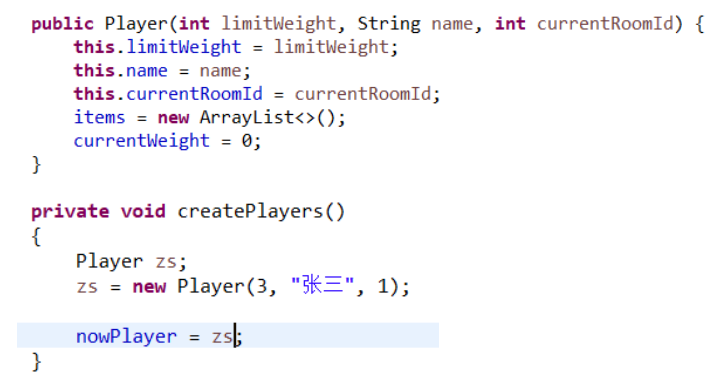 public Player(int limitWeight, String name, int currentRoomId) {
this.limitWeight = limitWeight;
this.name = name;
this.currentRoomId = currentRoomId;
items = new ArrayList<>();
currentWeight = 0;
}
private void createPlayers()
{
Player zs;
zs = new Player(3, "张三", 1);
nowPlayer = zs;
}